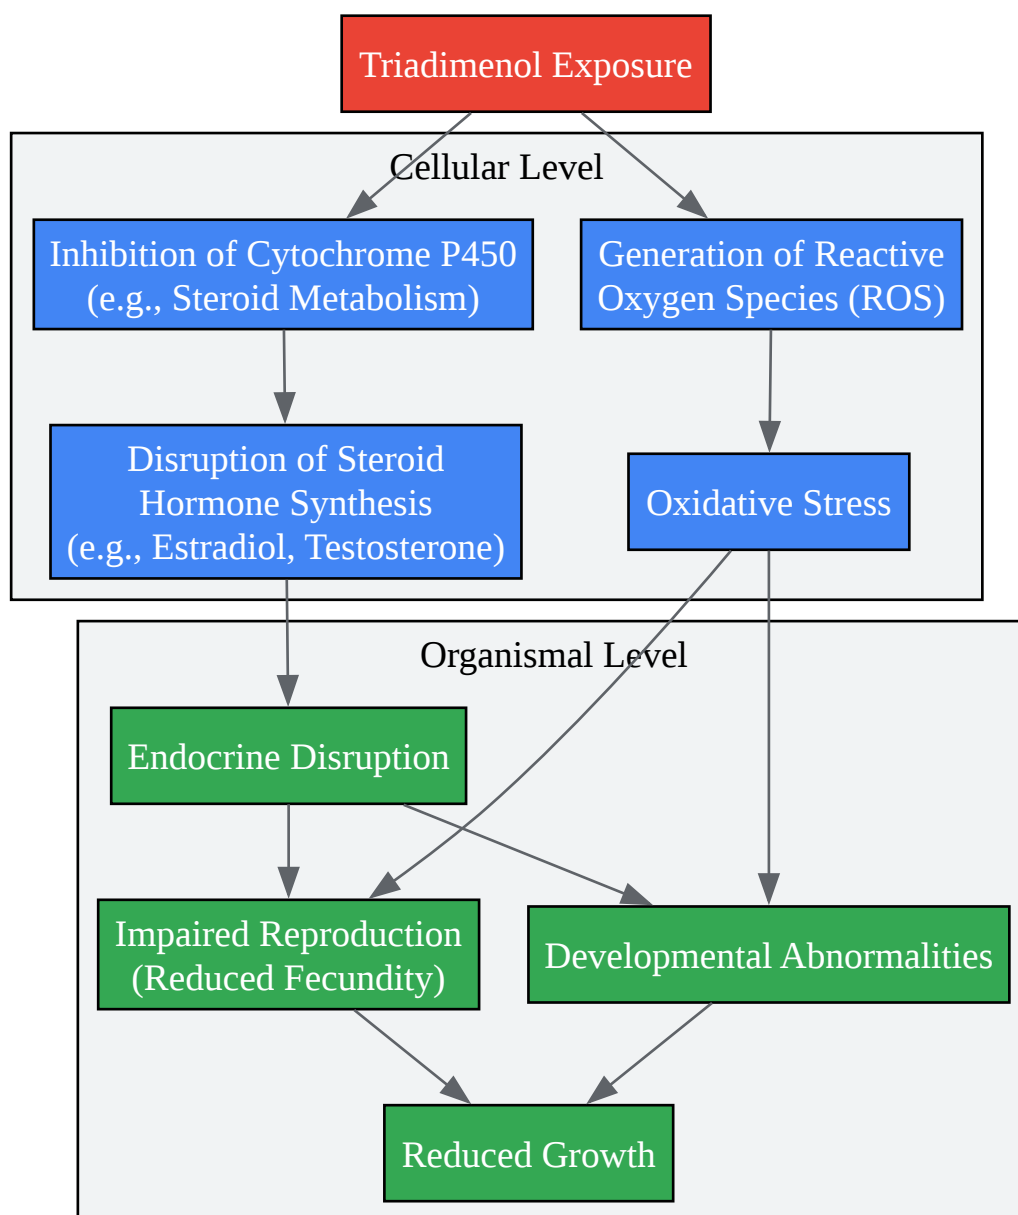 Triadimenol Exposure
Cellular Level
Inhibition of Cytochrome P450
(e.g., Steroid Metabolism)
Generation of Reactive
Oxygen Species (ROS)
Disruption of Steroid
Hormone Synthesis
(e.g., Estradiol, Testosterone)
Oxidative Stress
Organismal Level
Endocrine Disruption
Impaired Reproduction
(Reduced Fecundity)
Developmental Abnormalities
Reduced Growth